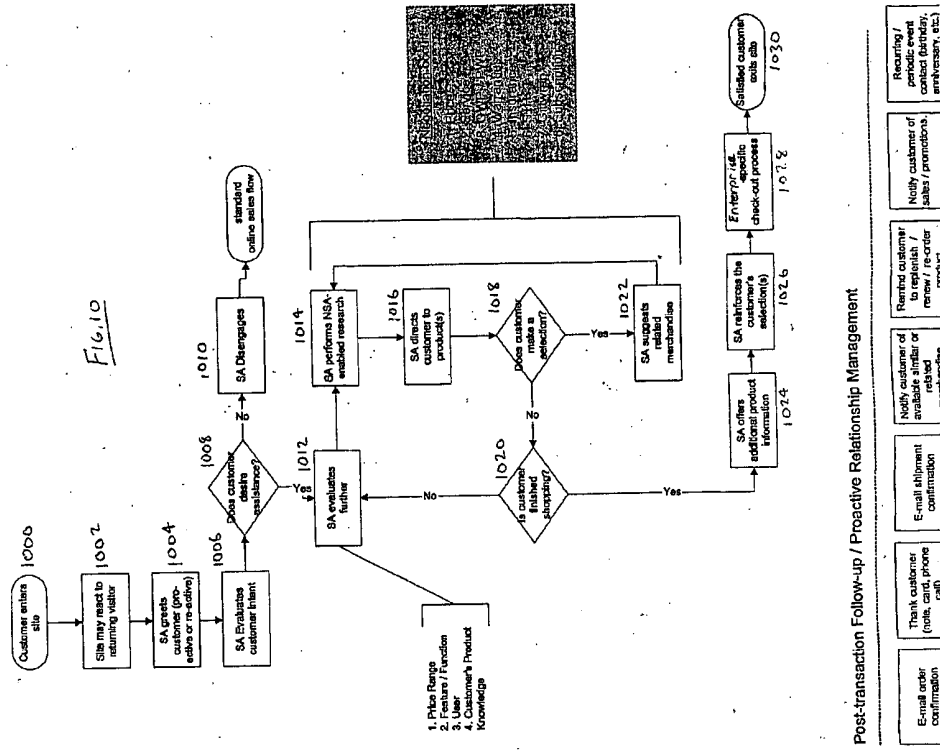 FIG.10
Customer enters
site
1000
Site may react to
returning visitor
1002
SA greets
customer (pro-
active or re-active)
1004
SA Evaluates
customer intent
1006
Does customer
desire
assistance?
1008
No
Yes
SA Disengages
1010
standard
online sales flow
SA evaluates
further
1012
1. Price Range
2. Feature / Function
3. User
4. Customer's Product
Knowledge
SA performs NSA-
enabled research
1014
SA directs
customer to
product(s)
1016
Does customer
make a
selection?
1018
No
Yes
Is customer
finished
shopping?
1020
No
Yes
SA suggests
related
merchandise
1022
SA offers
additional product
information
1024
SA reinforces the
customer's
selection(s)
1026
Enterprise
-specific
check-out process
1028
Satisfied customer
exits site
1030
Post-transaction Follow-up / Proactive Relationship Management
E-mail order
confirmation
Thank customer
(note, card, phone
call)
E-mail shipment
confirmation
Notify customer of
available similar or
related
Remind customer
to replenish /
renew / re-order
product
Notify customer of
sales / promotions.
Recurring /
periodic event
contact (birthday,
anniversary, etc.)